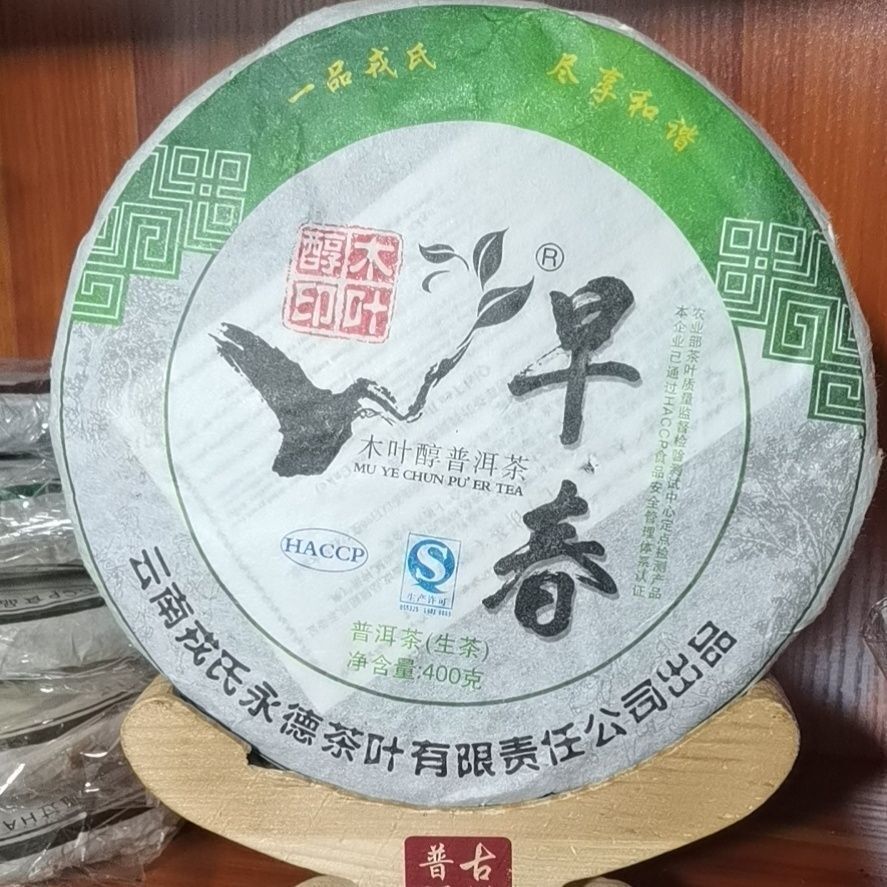 一品戎氏 尽享和谐
木叶醇印
®
早春
农业部茶叶质量监督检验测试中心定点检测产品
本企业已通过HACCP食品安全管理体系认证
木叶醇普洱茶
MU YE CHUN PU'ER TEA
HACCP
生产许可
普洱茶(生茶)
净含量:400克
云南戎氏永德茶叶有限责任公司出品
古普